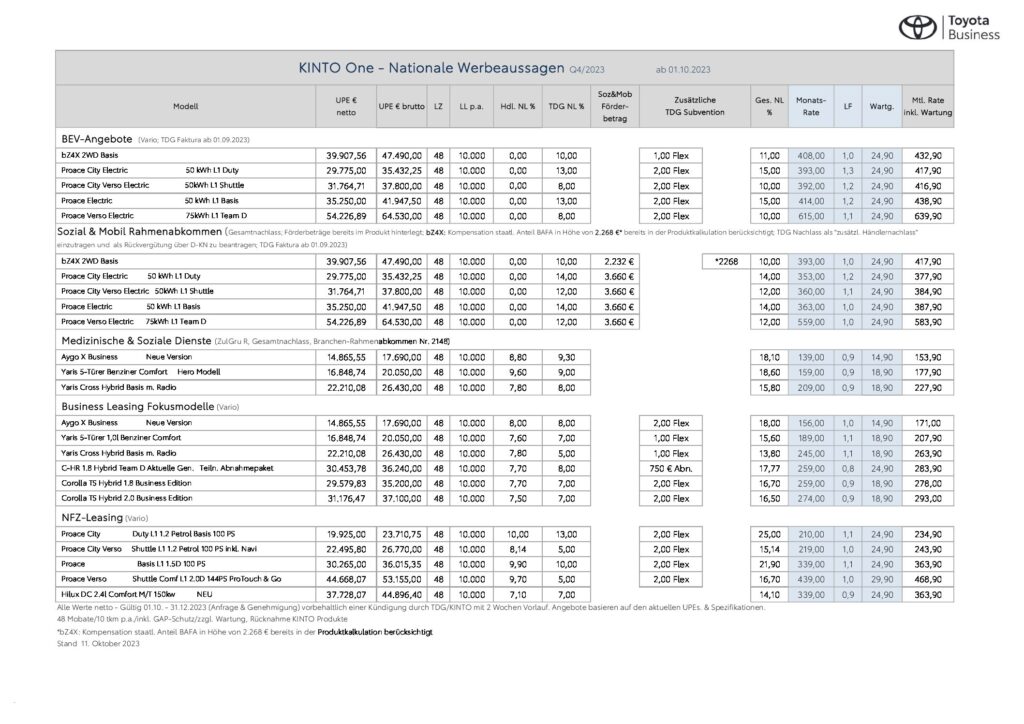 Toyota
Business
KINTO One - Nationale Werbeaussagen Q4/2023 ab 01.10.2023
Modell UPE € netto UPE € brutto LZ LL p.a. Hdl. NL % TDG NL % Soz&Mob Förder-betrag Zusätzliche TDG Subvention Ges. NL % Monats-Rate LF Wartg. Mtl. Rate inkl. Wartung
BEV-Angebote (Vario; TDG Faktura ab 01.09.2023)
bZ4X 2WD Basis 39.907,56 47.490,00 48 10.000 0,00 10,00 1,00 Flex 11,00 408,00 1,0 24,90 432,90
Proace City Electric 50 kWh L1 Duty 29.775,00 35.432,25 48 10.000 0,00 13,00 2,00 Flex 15,00 393,00 1,3 24,90 417,90
Proace City Verso Electric 50kWh L1 Shuttle 31.764,71 37.800,00 48 10.000 0,00 8,00 2,00 Flex 10,00 392,00 1,2 24,90 416,90
Proace Electric 50 kWh L1 Basis 35.250,00 41.947,50 48 10.000 0,00 13,00 2,00 Flex 15,00 414,00 1,2 24,90 438,90
Proace Verso Electric 75kWh L1 Team D 54.226,89 64.530,00 48 10.000 0,00 8,00 2,00 Flex 10,00 615,00 1,1 24,90 639,90
Sozial & Mobil Rahmenabkommen (Gesamtnachlass; Förderbeträge bereits im Produkt hinterlegt; bZ4X: Kompensation staatl. Anteil BAFA in Höhe von 2.268 €* bereits in der Produktkalkulation berücksichtigt; TDG NACHLASS als "zusätzl. Händlernachlass"
einzutragen und als Rückvergütung über D-KN zu beantragen; TDG Faktura ab 01.09.2023)
bZ4X 2WD Basis 39.907,56 47.490,00 48 10.000 0,00 10,00 2.232 € *2268 10,00 393,00 1,0 24,90 417,90
Proace City Electric 50 kWh L1 Duty 29.775,00 35.432,25 48 10.000 0,00 14,00 3.660 € 14,00 353,00 1,2 24,90 377,90
Proace City Verso Electric 50kWh L1 Shuttle 31.764,71 37.800,00 48 10.000 0,00 12,00 3.660 € 12,00 360,00 1,1 24,90 384,90
Proace Electric 50 kWh L1 Basis 35.250,00 41.947,50 48 10.000 0,00 14,00 3.660 € 14,00 363,00 1,0 24,90 387,90
Proace Verso Electric 75kWh L1 Team D 54.226,89 64.530,00 48 10.000 0,00 12,00 3.660 € 12,00 559,00 1,0 24,90 583,90
Medizinische & Soziale Dienste (ZulGru R, Gesamtnachlass, Branchen-Rahmenabkommen Nr. 2148)
Aygo X Business Neue Version 14.865,55 17.690,00 48 10.000 8,80 9,30 18,10 139,00 0,9 14,90 153,90
Yaris 5-Türer Benziner Comfort Hero Modell 16.848,74 20.050,00 48 10.000 9,60 9,00 18,60 159,00 0,9 18,90 177,90
Yaris Cross Hybrid Basis m. Radio 22.210,08 26.430,00 48 10.000 7,80 8,00 15,80 209,00 0,9 18,90 227,90
Business Leasing Fokusmodelle (Vario)
Aygo X Business Neue Version 14.865,55 17.690,00 48 10.000 8,00 8,00 2,00 Flex 18,00 156,00 1,0 14,90 171,00
Yaris 5-Türer 1,0l Benziner Comfort 16.848,74 20.050,00 48 10.000 7,60 7,00 1,00 Flex 15,60 189,00 1,1 18,90 207,90
Yaris Cross Hybrid Basis m. Radio 22.210,08 26.430,00 48 10.000 7,80 5,00 1,00 Flex 13,80 245,00 1,1 18,90 263,90
C-HR 1.8 Hybrid Team D Aktuelle Gen. Teiln. Abnahmepaket 30.453,78 36.240,00 48 10.000 7,70 8,00 750 € Abn. 17,77 259,00 0,8 24,90 283,90
Corolla TS Hybrid 1.8 Business Edition 29.579,83 35.200,00 48 10.000 7,70 7,00 2,00 Flex 16,70 259,00 0,9 18,90 278,00
Corolla TS Hybrid 2.0 Business Edition 31.176,47 37.100,00 48 10.000 7,50 7,00 2,00 Flex 16,50 274,00 0,9 18,90 293,00
NFZ-Leasing (Vario)
Proace City Duty L1 1.2 Petrol Basis 100 PS 19.925,00 23.710,75 48 10.000 10,00 13,00 2,00 Flex 25,00 210,00 1,1 24,90 234,90
Proace City Verso Shuttle L1 1.2 Petrol 100 PS inkl. Navi 22.495,80 26.770,00 48 10.000 8,14 5,00 2,00 Flex 15,14 219,00 1,0 24,90 243,90
Proace Basis L1 1.5D 100 PS 30.265,00 36.015,35 48 10.000 9,90 10,00 2,00 Flex 21,90 339,00 1,1 24,90 363,90
Proace Verso Shuttle Comf L1 2.0D 144PS ProTouch & Go 44.668,07 53.155,00 48 10.000 9,70 5,00 2,00 Flex 16,70 439,00 1,0 29,90 468,90
Hilux DC 2.4l Comfort M/T 150kw NEU 37.728,07 44.896,40 48 10.000 7,10 7,00 14,10 339,00 0,9 24,90 363,90
Alle Werte netto - Gültig 01.10. - 31.12.2023 (Anfrage & Genehmigung) vorbehaltlich einer Kündigung durch TDG/KINTO mit 2 Wochen Vorlauf. Angebote basieren auf den aktuellen UPEs. & Spezifikationen.
48 Mobate/10 tkm p.a./inkl. GAP-Schutz/zzgl. Wartung, Rücknahme KINTO Produkte
*bZ4X: Kompensation staatl. Anteil BAFA in Höhe von 2.268 € bereits in der Produktkalkulation berücksichtigt
Stand 11. Oktober 2023